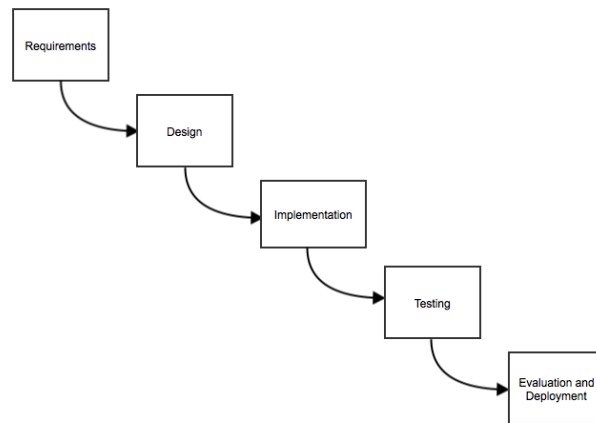 Requirements
Design
Implementation
Testing
Evaluation and
Deployment